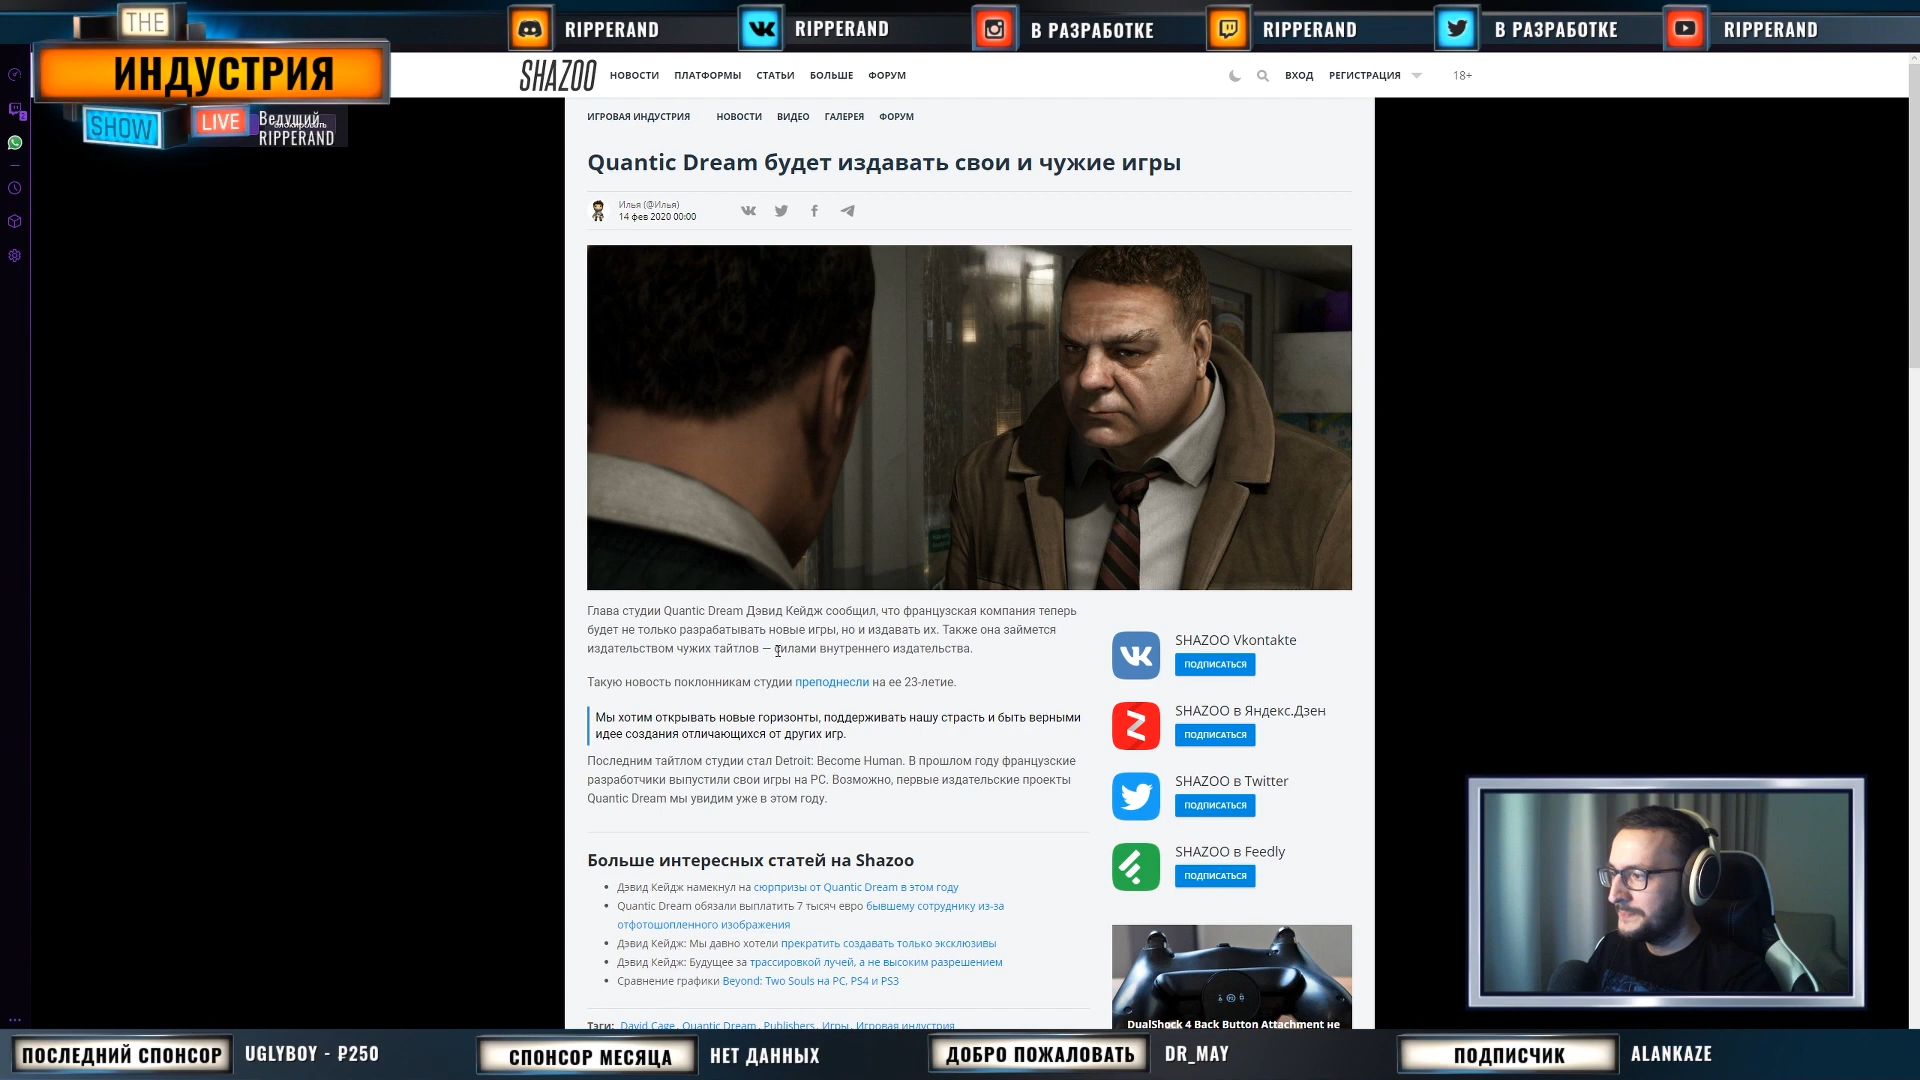 THE
ИНДУСТРИЯ
SHOW
LIVE
Ведущий
RIPPERAND
RIPPERAND
RIPPERAND
В РАЗРАБОТКЕ
RIPPERAND
В РАЗРАБОТКЕ
RIPPERAND
SHAZOO
НОВОСТИ ПЛАТФОРМЫ СТАТЬИ БОЛЬШЕ ФОРУМ
ВХОД РЕГИСТРАЦИЯ 18+
ИГРОВАЯ ИНДУСТРИЯ НОВОСТИ ВИДЕО ГАЛЕРЕЯ ФОРУМ
Quantic Dream будет издавать свои и чужие игры
Илья (@Илья)
14 фев 2020 00:00
Глава студии Quantic Dream Дэвид Кейдж сообщил, что французская компания теперь
будет не только разрабатывать новые игры, но и издавать их. Также она займется
издательством чужих тайтлов — силами внутреннего издательства.
Такую новость поклонникам студии преподнесли на ее 23-летие.
Мы хотим открывать новые горизонты, поддерживать нашу страсть и быть верными
идее создания отличающихся от других игр.
Последним тайтлом студии стал Detroit: Become Human. В прошлом году французские
разработчики выпустили свои игры на PC. Возможно, первые издательские проекты
Quantic Dream мы увидим уже в этом году.
Больше интересных статей на Shazoo
Дэвид Кейдж намекнул на сюрпризы от Quantic Dream в этом году
Quantic Dream обязали выплатить 7 тысяч евро бывшему сотруднику из-за
отфотошопленного изображения
Дэвид Кейдж: Мы давно хотели прекратить создавать только эксклюзивы
Дэвид Кейдж: Будущее за трассировкой лучей, а не высоким разрешением
Сравнение графики Beyond: Two Souls на PC, PS4 и PS3
Тэги: David Cage, Quantic Dream, Publishers, Игры, Игровая индустрия
SHAZOO Vkontakte
ПОДПИСАТЬСЯ
SHAZOO в Яндекс.Дзен
ПОДПИСАТЬСЯ
SHAZOO в Twitter
ПОДПИСАТЬСЯ
SHAZOO в Feedly
ПОДПИСАТЬСЯ
DualShock 4 Back Button Attachment не
ПОСЛЕДНИЙ СПОНСОР UGLYBOY - ₽250
СПОНСОР МЕСЯЦА НЕТ ДАННЫХ
ДОБРО ПОЖАЛОВАТЬ DR_MAY
ПОДПИСЧИК ALANKAZE